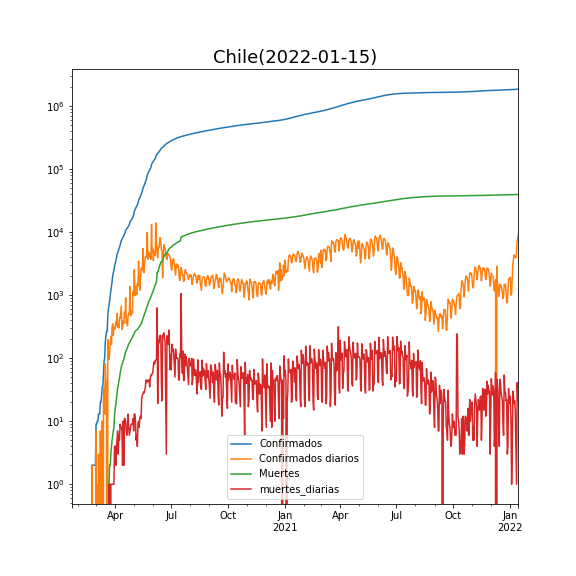 Chile(2022-01-15)
10^6
10^5
10^4
10^3
10^2
10^1
10^0
Confirmados
Confirmados diarios
Muertes
muertes_diarias
Apr Jul Oct Jan Apr Jul Oct Jan
2021 2022